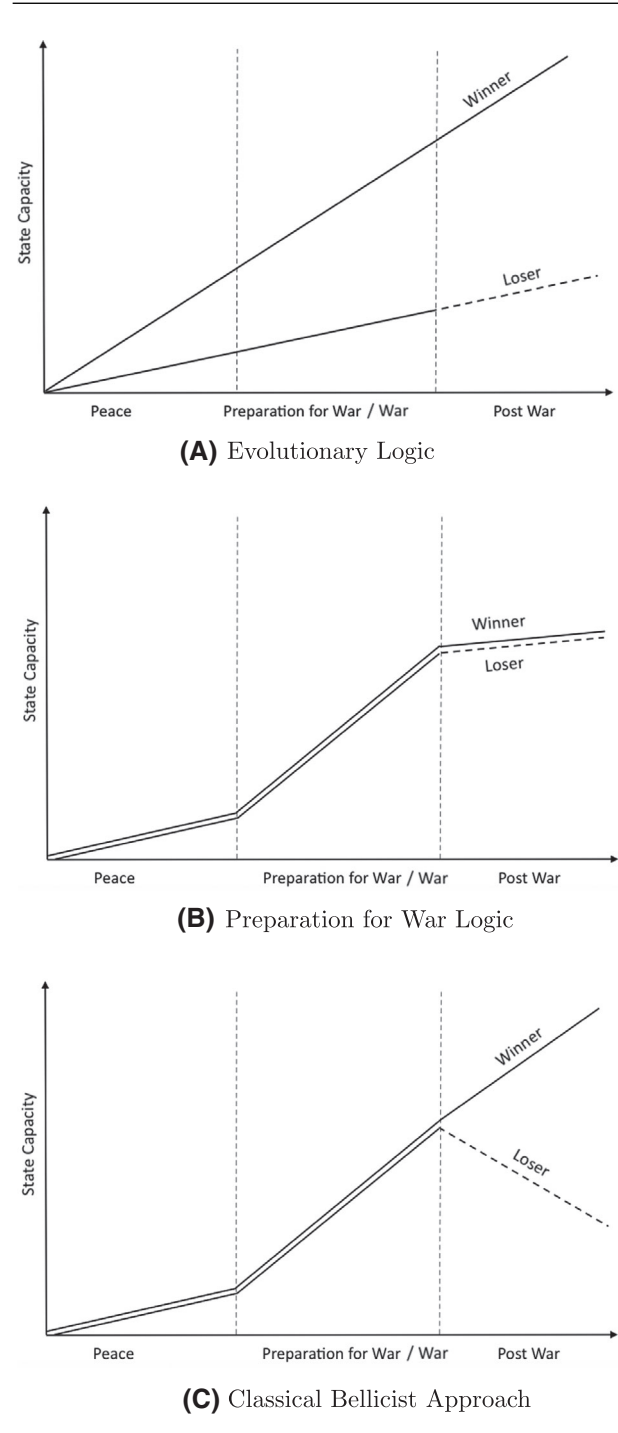 Winner
State Capacity
Loser
Peace Preparation for War / War Post War
(A) Evolutionary Logic
Winner
Loser
State Capacity
Peace Preparation for War / War Post War
(B) Preparation for War Logic
Winner
State Capacity
Loser
Peace Preparation for War / War Post War
(C) Classical Bellicist Approach